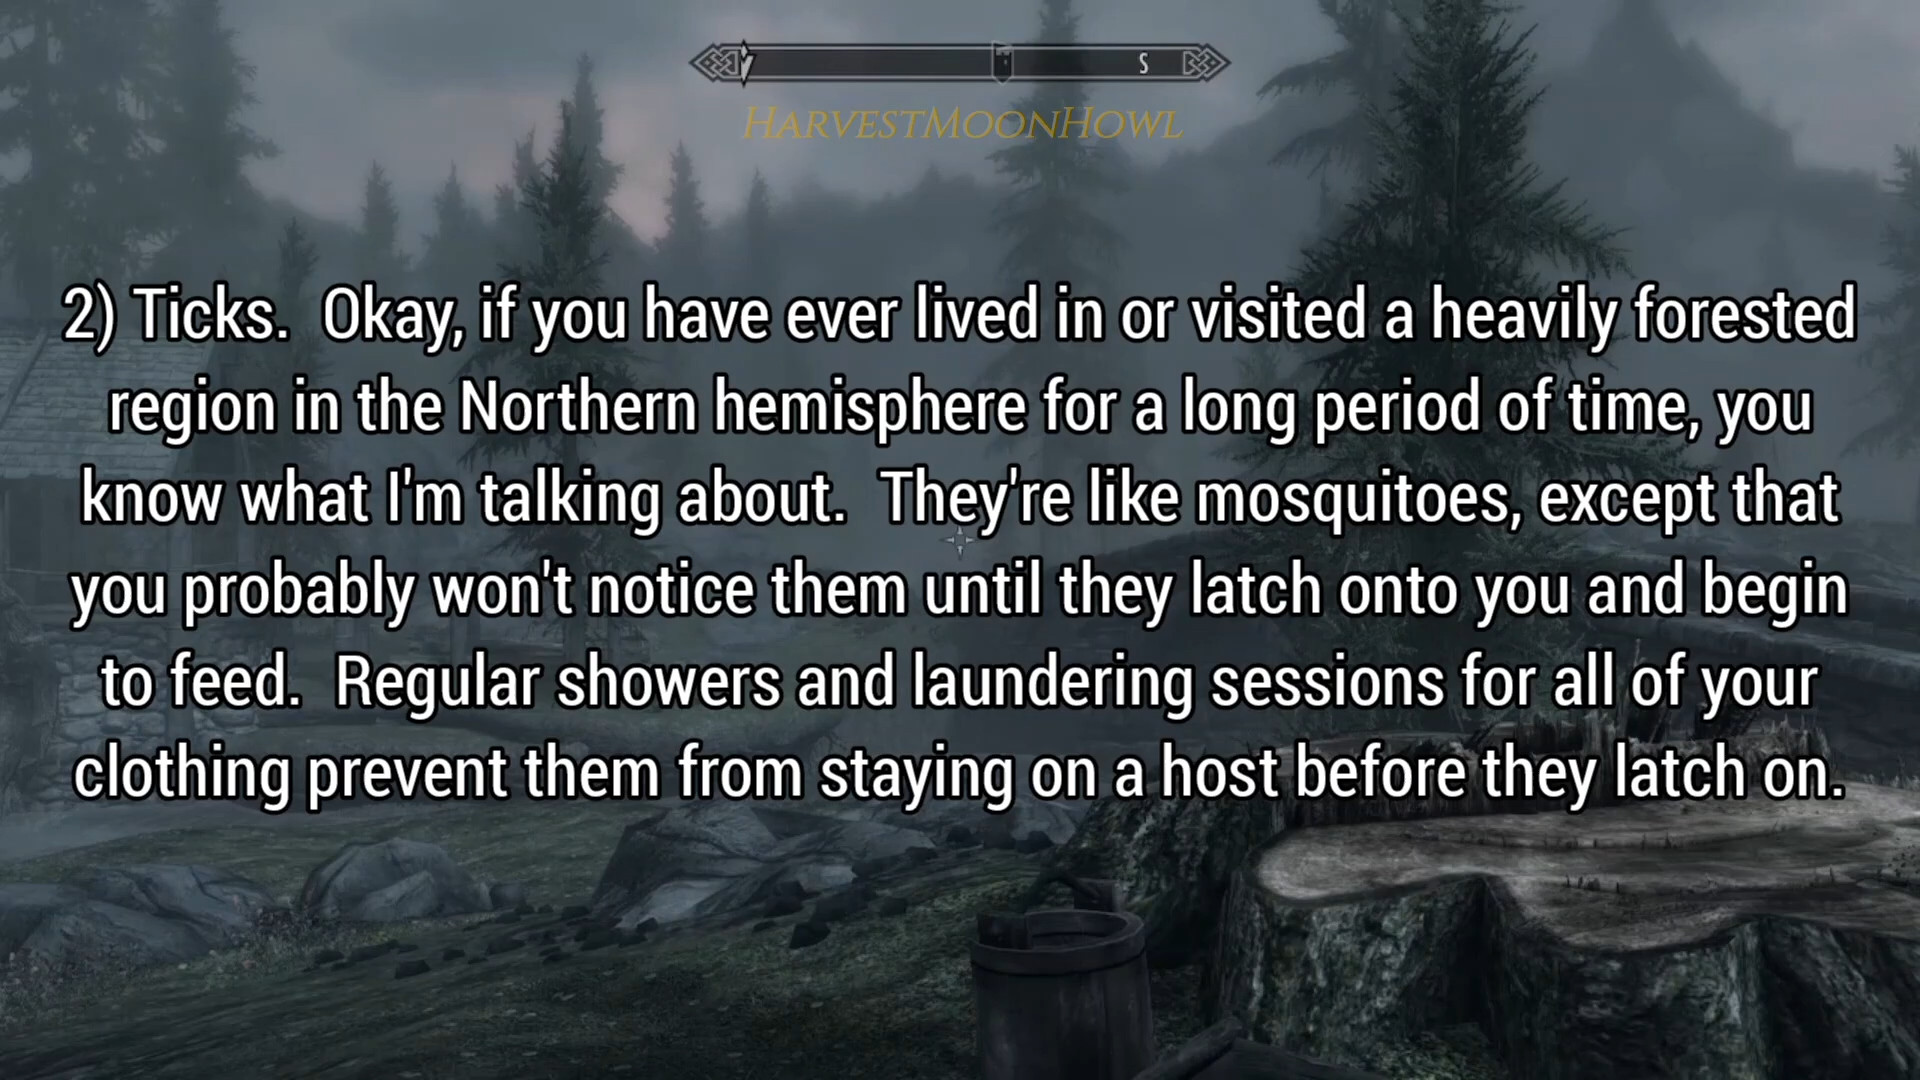 S
HarvestMoonHowl
2) Ticks.  Okay, if you have ever lived in or visited a heavily forested
region in the Northern hemisphere for a long period of time, you
know what I'm talking about.  They're like mosquitoes, except that
you probably won't notice them until they latch onto you and begin
to feed.  Regular showers and laundering sessions for all of your
clothing prevent them from staying on a host before they latch on.